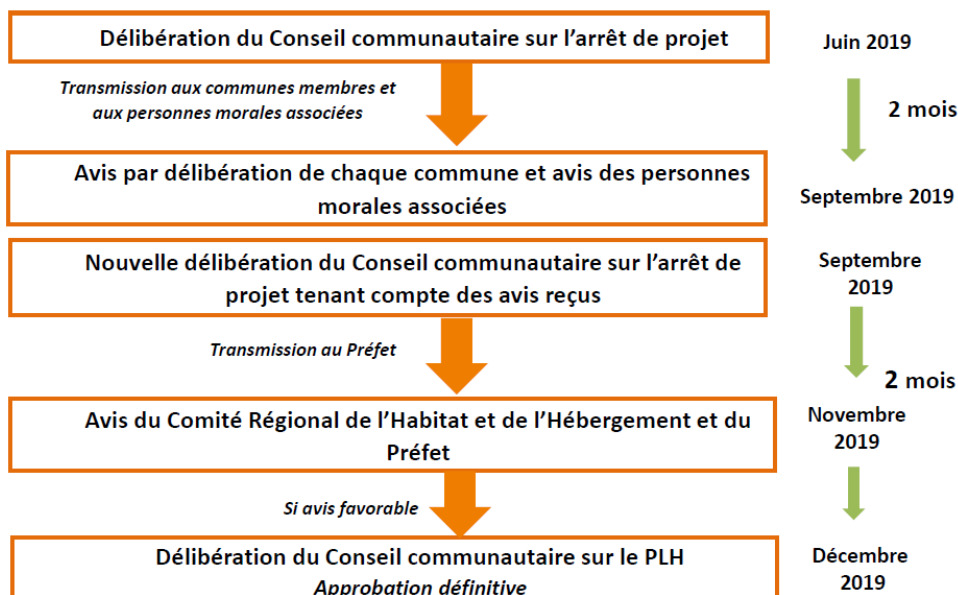 Délibération du Conseil communautaire sur l’arrêt de projet
Juin 2019
Transmission aux communes membres et
aux personnes morales associées
2 mois
Avis par délibération de chaque commune et avis des personnes
morales associées
Septembre 2019
Nouvelle délibération du Conseil communautaire sur l’arrêt de
projet tenant compte des avis reçus
Septembre
2019
Transmission au Préfet
2 mois
Avis du Comité Régional de l’Habitat et de l’Hébergement et du
Préfet
Novembre
2019
Si avis favorable
Délibération du Conseil communautaire sur le PLH
Approbation définitive
Décembre
2019